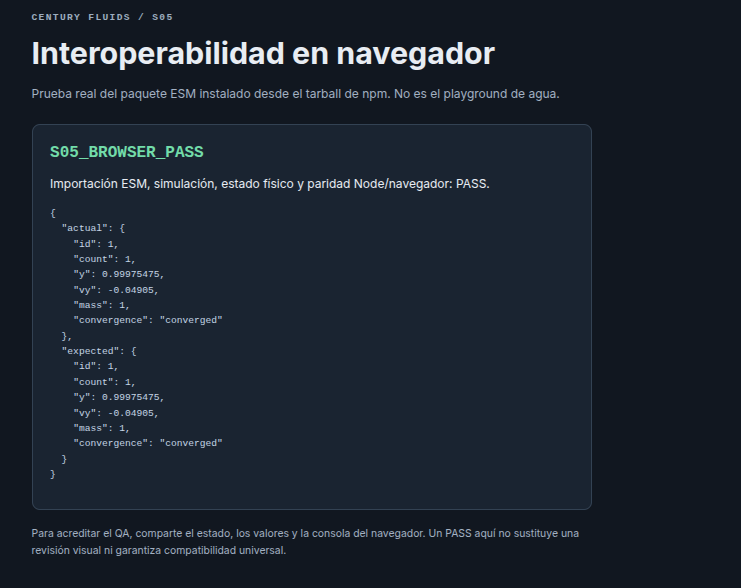 CENTURY FLUIDS / S05
Interoperabilidad en navegador
Prueba real del paquete ESM instalado desde el tarball de npm. No es el playground de agua.
S05_BROWSER_PASS
Importación ESM, simulación, estado físico y paridad Node/navegador: PASS.
{
  "actual": {
    "id": 1,
    "count": 1,
    "y": 0.99975475,
    "vy": -0.04905,
    "mass": 1,
    "convergence": "converged"
  },
  "expected": {
    "id": 1,
    "count": 1,
    "y": 0.99975475,
    "vy": -0.04905,
    "mass": 1,
    "convergence": "converged"
  }
}
Para acreditar el QA, comparte el estado, los valores y la consola del navegador. Un PASS aquí no sustituye una
revisión visual ni garantiza compatibilidad universal.